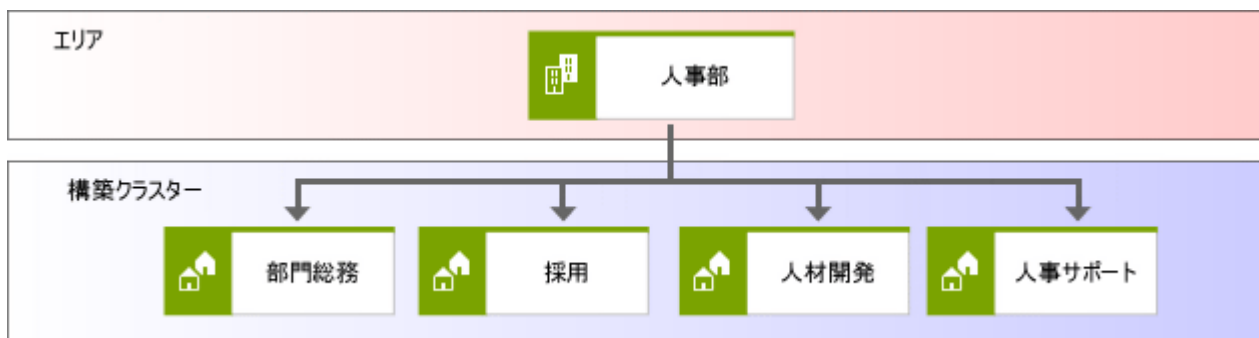 エリア
人事部
構築クラスター
部門総務
採用
人材開発
人事サポート